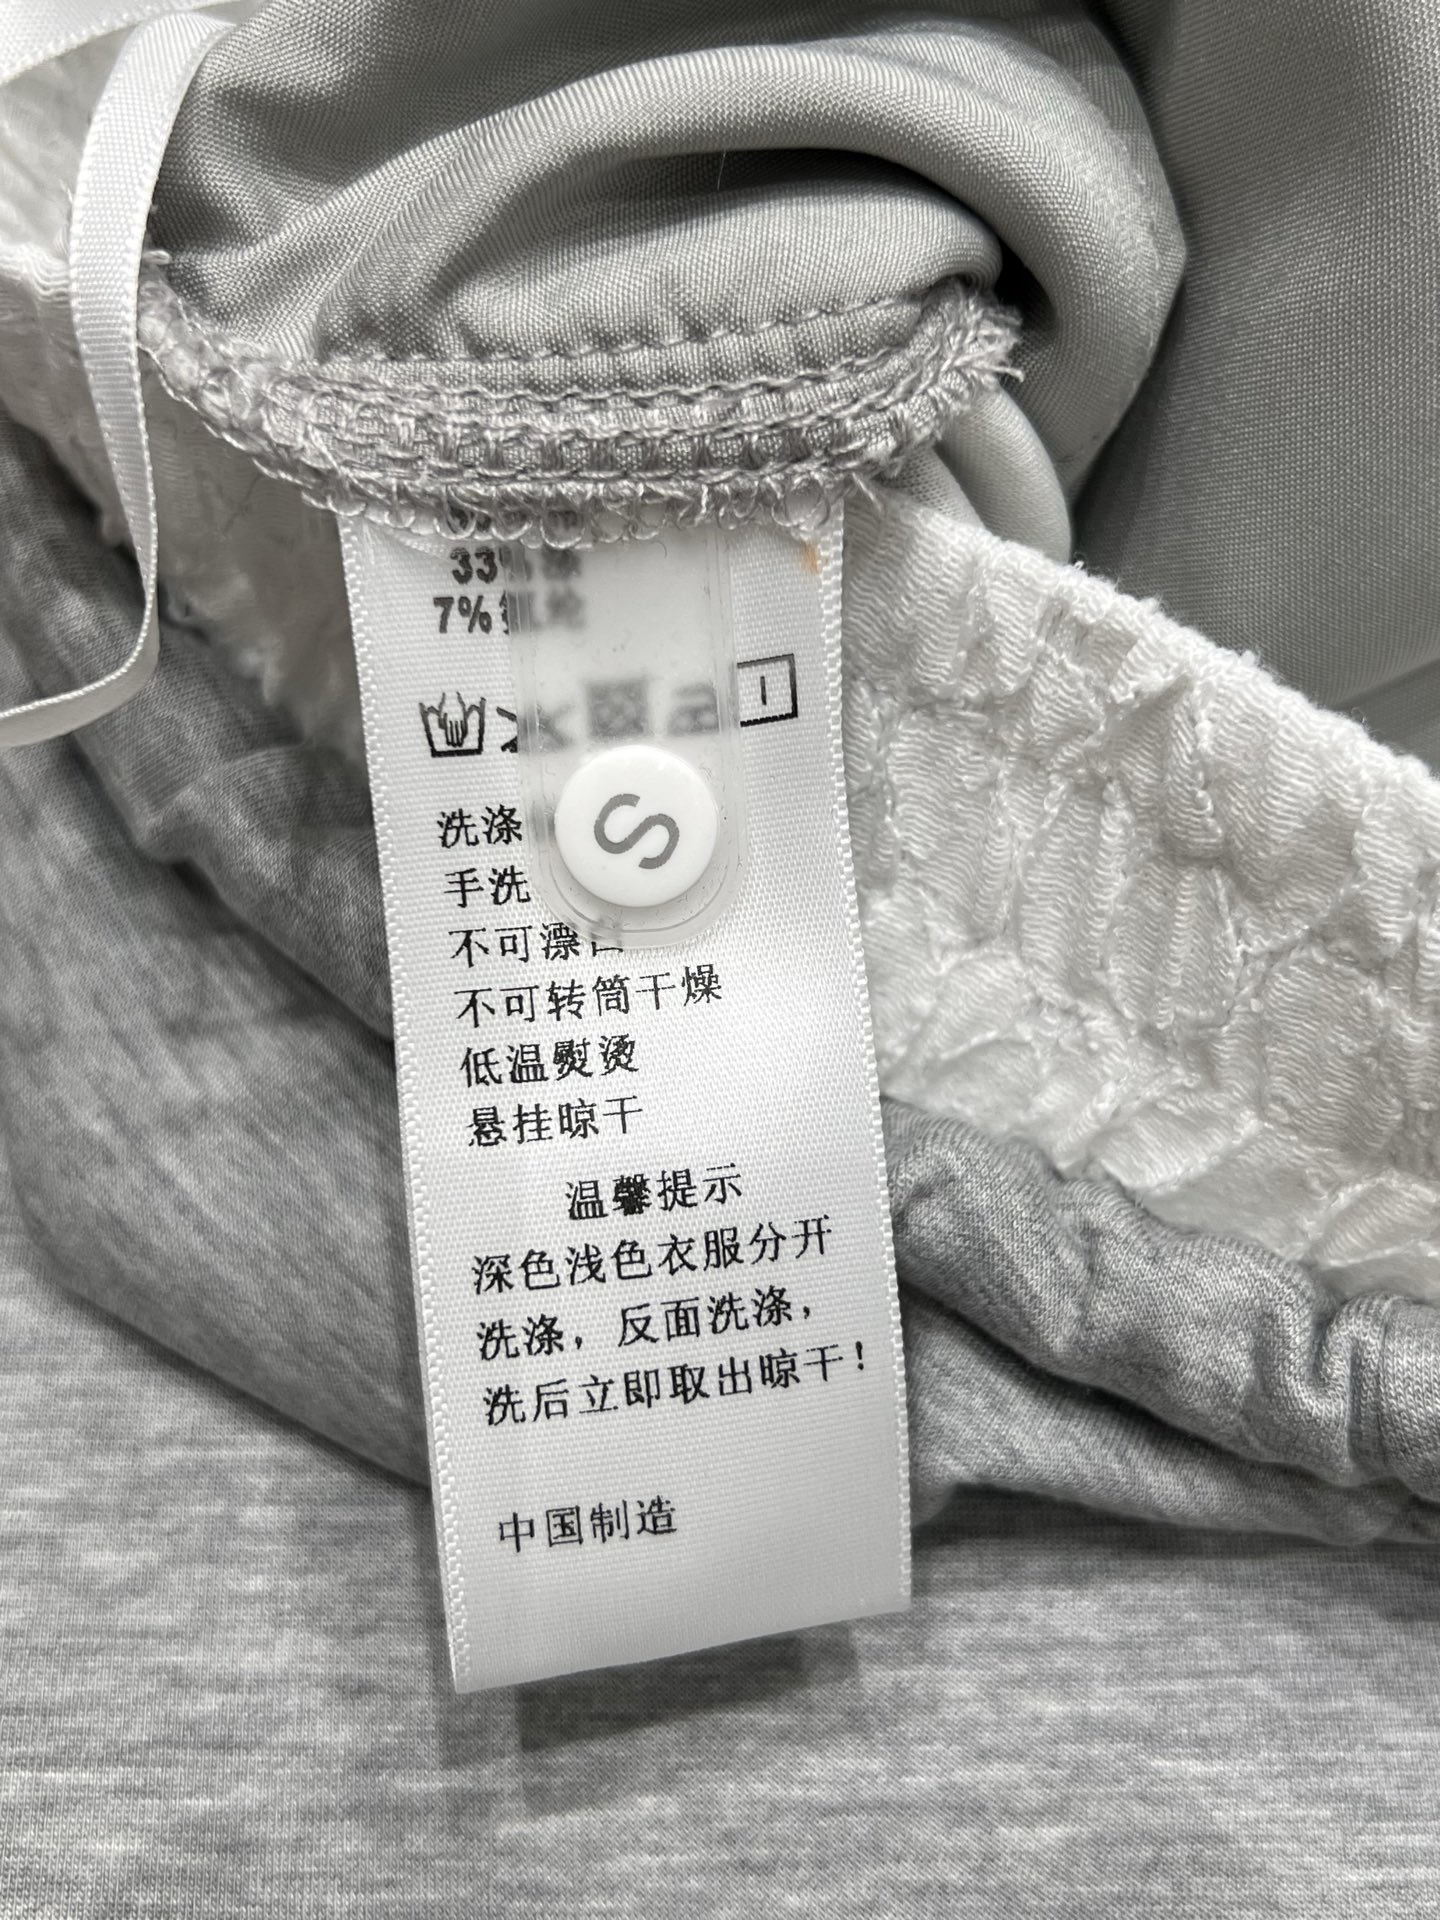 33%
7%
S
洗涤
手洗
不可漂白
不可转筒干燥
低温熨烫
悬挂晾干
温馨提示
深色浅色衣服分开
洗涤，反面洗涤，
洗后立即取出晾干！
中国制造